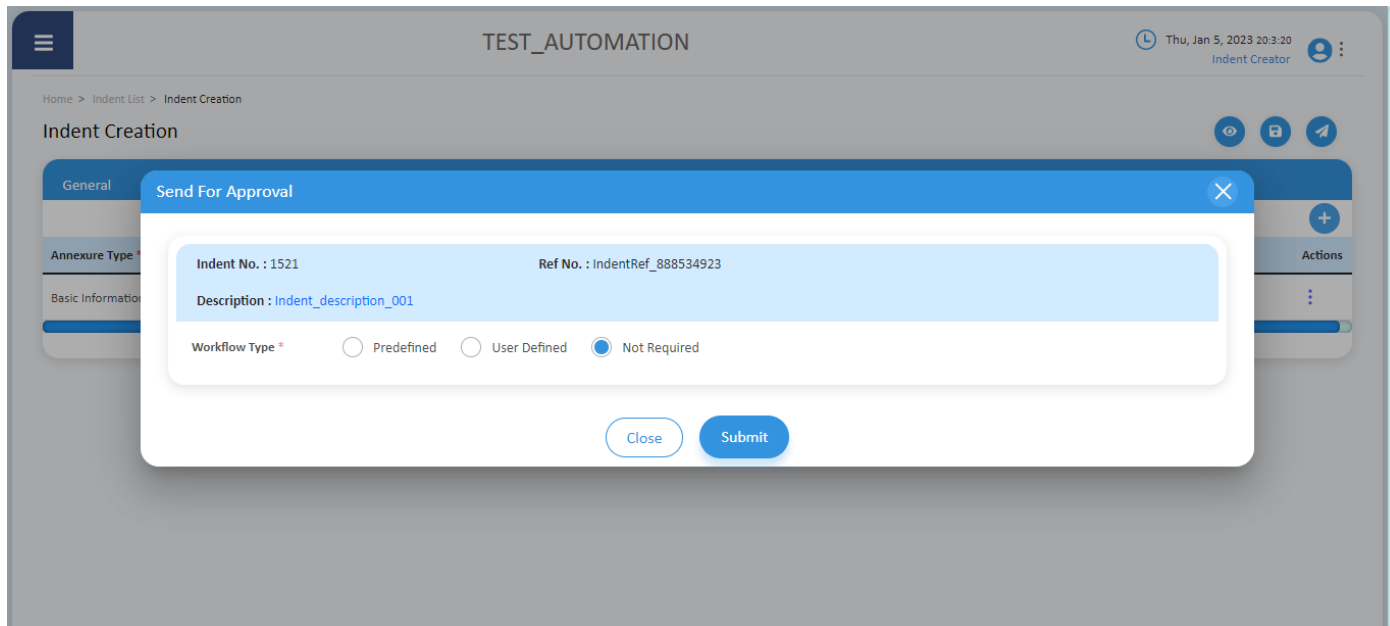 TEST_AUTOMATION
Thu, Jan 5, 2023 20:3:20
Indent Creator
Home > Indent List > Indent Creation
Indent Creation
General
Send For Approval
Annexure Type *
Actions
Indent No. : 1521 Ref No. : IndentRef_888534923
Basic Information
Description : Indent_description_001
Workflow Type * Predefined User Defined Not Required
Close Submit